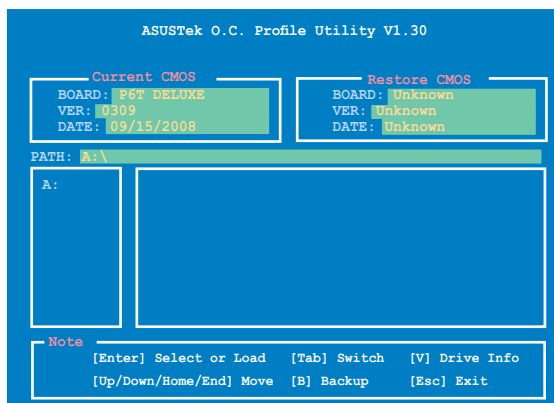 ASUSTek O.C. Profile Utility V1.30
Current CMOS
BOARD: P6T DELUXE
VER: 0309
DATE: 09/15/2008
Restore CMOS
BOARD: Unknown
VER: Unknown
DATE: Unknown
PATH: A:\
A:
Note
[Enter] Select or Load [Tab] Switch [V] Drive Info
[Up/Down/Home/End] Move [B] Backup [Esc] Exit